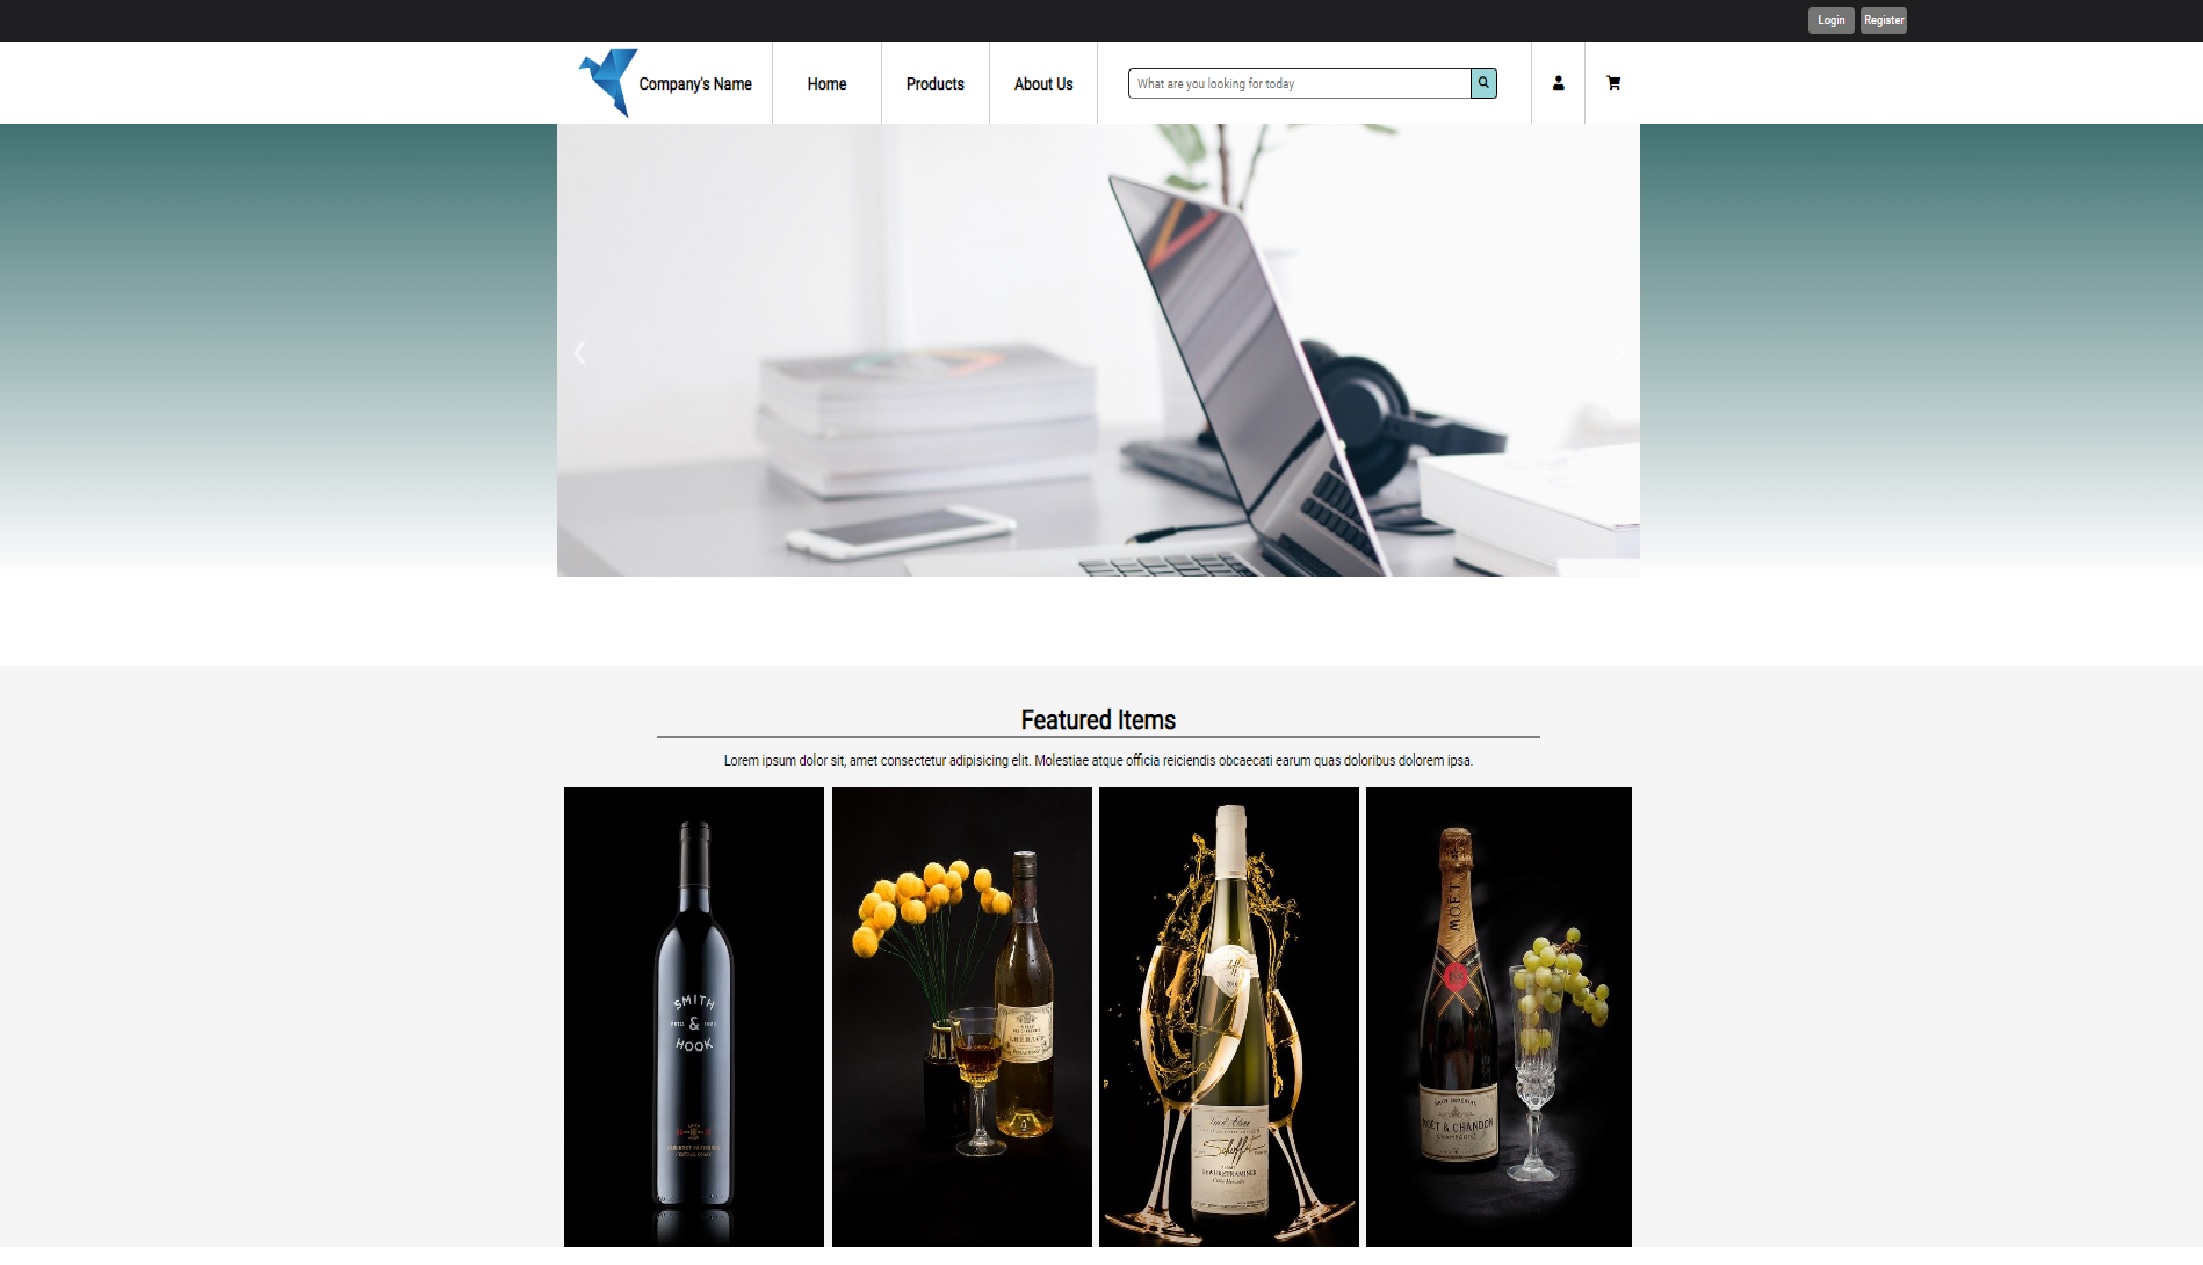 Login Register
Company's Name Home Products About Us What are you looking for today
Featured Items
Lorem ipsum dolor sit, amet consectetur adipisicing elit. Molestiae atque officia reiciendis obcaecati earum quas doloribus dolorem ipsa.
SMITH
&
HOOK
MOËT
MOËT & CHANDON
CHAMPAGNE